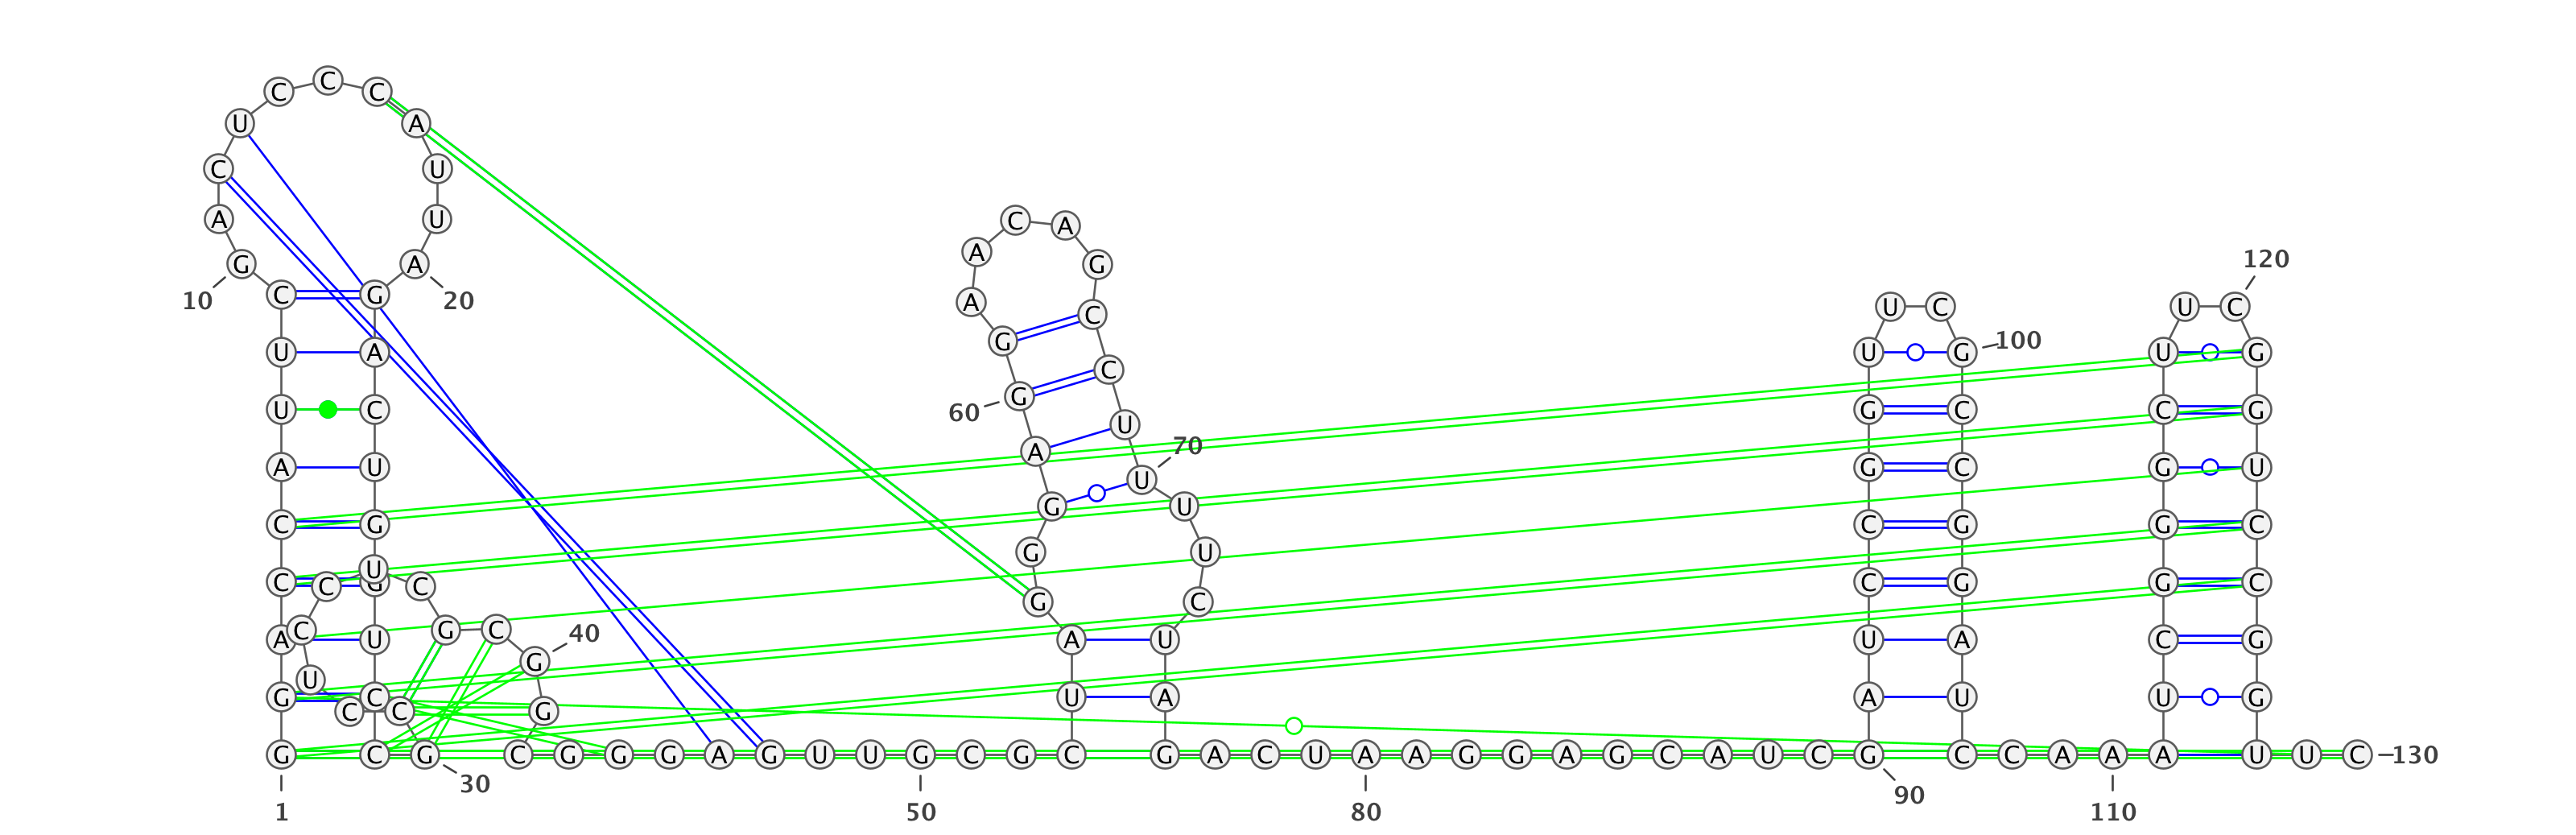 C
C C
U A
C U
A U C A
A 120
G A G
10 C G 20 A C U C U C
G 100
U A U G U G
C
60 G U C G C C G
U
A 70
A U G C G U
U
G U
C G C G G C
G U
U
C C G C C G G C
C
G C
C G C 40
A U A U U A C G
G
U
G C U A A U U G
C C G
G C G C G G G A G U U G C G C G A C U A A G G A G C A U C G C C A A A U U C 130
30 90
1 50 80 110